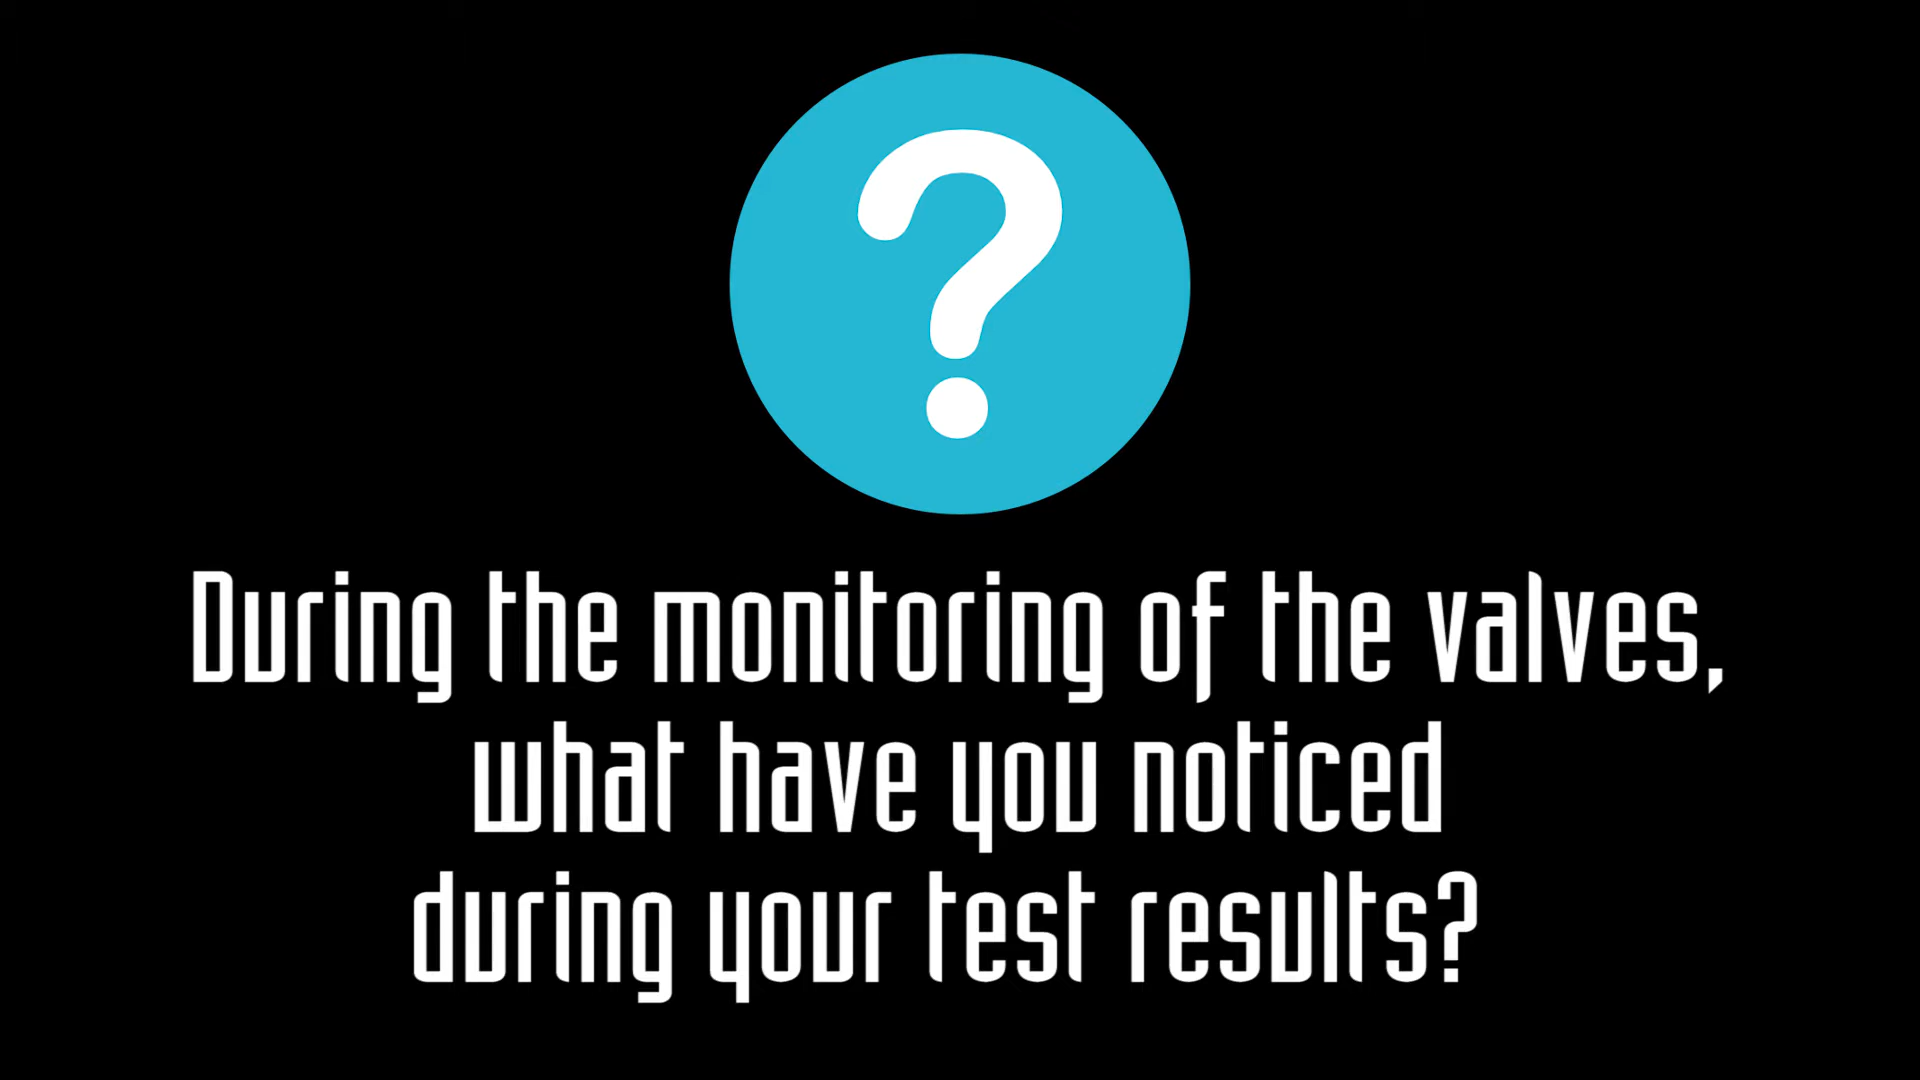 During the monitoring of the valves,
what have you noticed
during your test results?